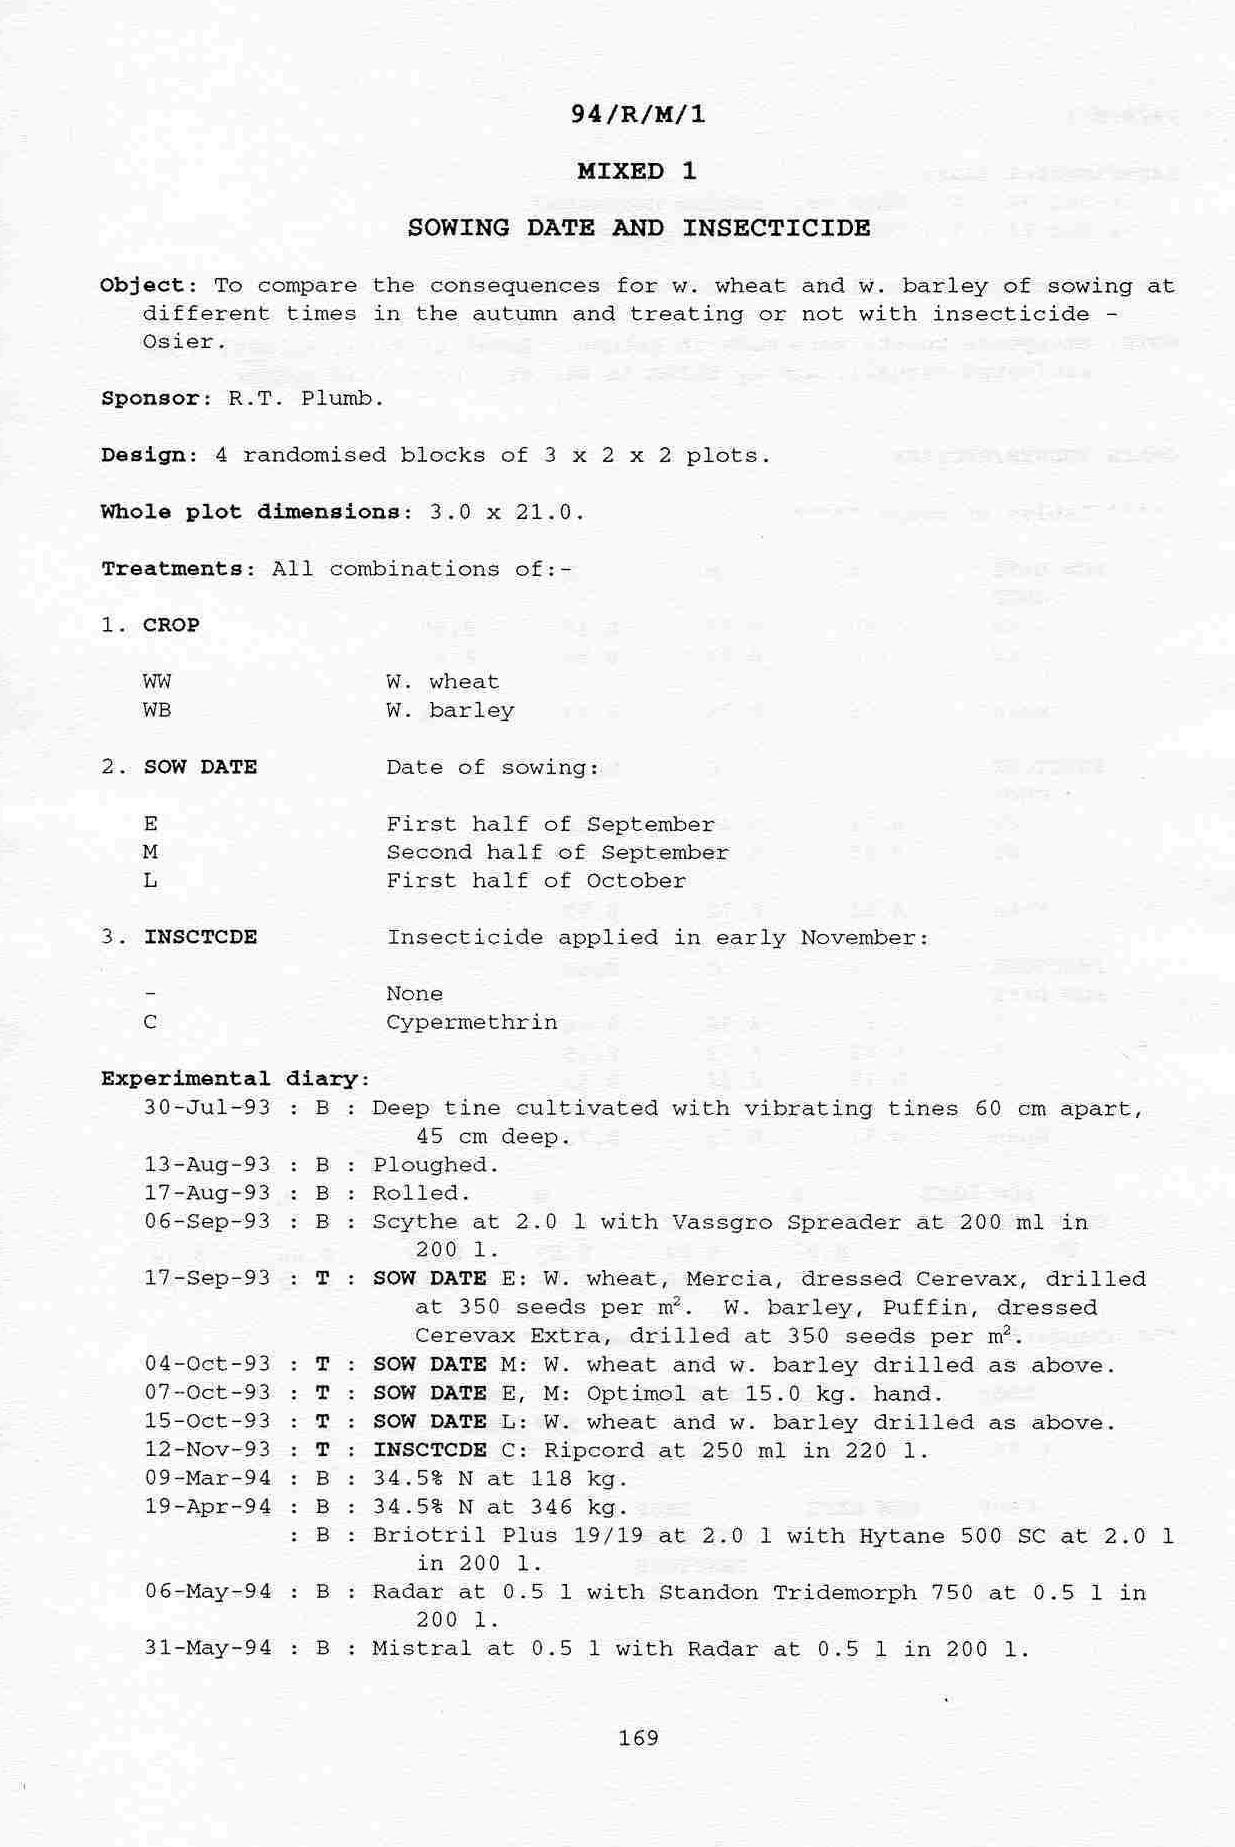 94/R/M/1
MIXED 1
SOWING DATE AND INSECTICIDE
Object: To compare the consequences for w. wheat and w. barley of sowing at
different times in the autumn and treating or not with insecticide -
Osier.
Sponsor: R.T. Plumb.
Design: 4 randomised blocks of 3 x 2 x 2 plots.
Whole plot dimensions: 3.0 x 21.0.
Treatments: All combinations of:-
1. CROP
WW W. wheat
WB W. barley
2. SOW DATE Date of sowing:
E First half of September
M Second half of September
L First half of October
3. INSCTCDE Insecticide applied in early November:
- None
C Cypermethrin
Experimental diary:
30-Jul-93 : B : Deep tine cultivated with vibrating tines 60 cm apart,
45 cm deep.
13-Aug-93 : B : Ploughed.
17-Aug-93 : B : Rolled.
06-Sep-93 : B : Scythe at 2.0 l with Vassgro Spreader at 200 ml in
200 l.
17-Sep-93 : T : SOW DATE E: W. wheat, Mercia, dressed Cerevax, drilled
at 350 seeds per m². W. barley, Puffin, dressed
Cerevax Extra, drilled at 350 seeds per m².
04-Oct-93 : T : SOW DATE M: W. wheat and w. barley drilled as above.
07-Oct-93 : T : SOW DATE E, M: Optimol at 15.0 kg. hand.
15-Oct-93 : T : SOW DATE L: W. wheat and w. barley drilled as above.
12-Nov-93 : T : INSCTCDE C: Ripcord at 250 ml in 220 l.
09-Mar-94 : B : 34.5% N at 118 kg.
19-Apr-94 : B : 34.5% N at 346 kg.
: B : Briotril Plus 19/19 at 2.0 l with Hytane 500 SC at 2.0 l
in 200 l.
06-May-94 : B : Radar at 0.5 l with Standon Tridemorph 750 at 0.5 l in
200 l.
31-May-94 : B : Mistral at 0.5 l with Radar at 0.5 l in 200 l.
169